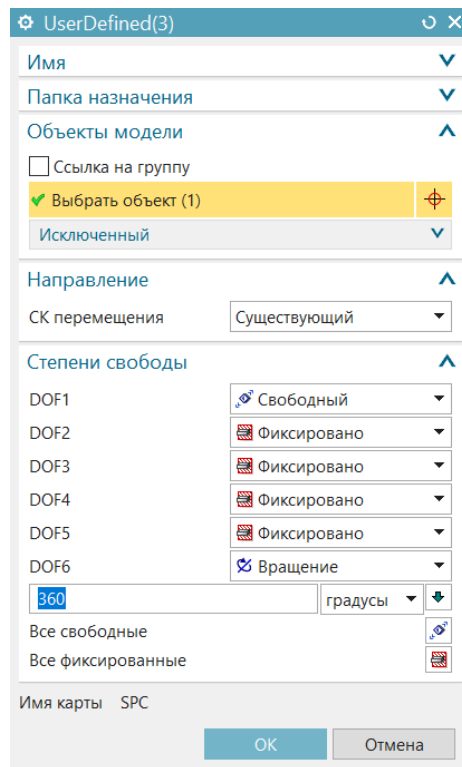 UserDefined(3)
Имя
Папка назначения
Объекты модели
Ссылка на группу
Выбрать объект (1)
Исключенный
Направление
СК перемещения Существующий
Степени свободы
DOF1 Свободный
DOF2 Фиксировано
DOF3 Фиксировано
DOF4 Фиксировано
DOF5 Фиксировано
DOF6 Вращение
360 градусы
Все свободные
Все фиксированные
Имя карты SPC
OK Отмена